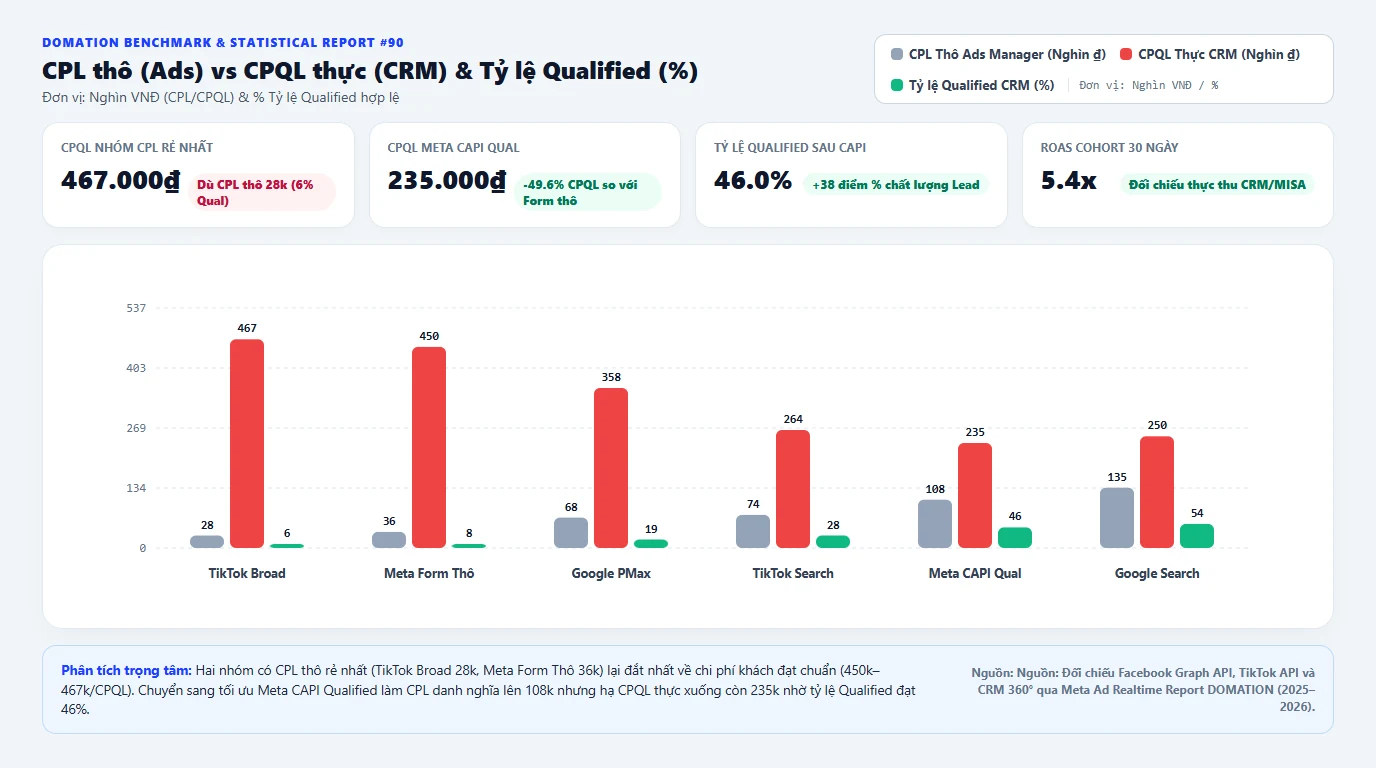 DOMATION BENCHMARK & STATISTICAL REPORT #90
CPL thô (Ads) vs CPQL thực (CRM) & Tỷ lệ Qualified (%)
Đơn vị: Nghìn VNĐ (CPL/CPQL) & % Tỷ lệ Qualified hợp lệ
CPL Thô Ads Manager (Nghìn ₫)
CPQL Thực CRM (Nghìn ₫)
Tỷ lệ Qualified CRM (%)
Đơn vị: Nghìn VNĐ / %
CPQL NHÓM CPL RẺ NHẤT
467.000₫
Dù CPL thô 28k (6%
Qual)
CPQL META CAPI QUAL
235.000₫
-49.6% CPQL so với
Form thô
TỶ LỆ QUALIFIED SAU CAPI
46.0%
+38 điểm % chất lượng Lead
ROAS COHORT 30 NGÀY
5.4x
Đối chiếu thực thu CRM/MISA
537
403
269
134
0
28
467
6
36
450
8
68
358
19
74
264
28
108
235
46
135
250
54
TikTok Broad
Meta Form Thô
Google PMax
TikTok Search
Meta CAPI Qual
Google Search
Phân tích trọng tâm: Hai nhóm có CPL thô rẻ nhất (TikTok Broad 28k, Meta Form Thô 36k) lại đắt nhất về chi phí khách đạt chuẩn (450k–
467k/CPQL). Chuyển sang tối ưu Meta CAPI Qualified làm CPL danh nghĩa lên 108k nhưng hạ CPQL thực xuống còn 235k nhờ tỷ lệ Qualified đạt
46%.
Nguồn: Nguồn: Đối chiếu Facebook Graph API, TikTok API và
CRM 360° qua Meta Ad Realtime Report DOMATION (2025–
2026).